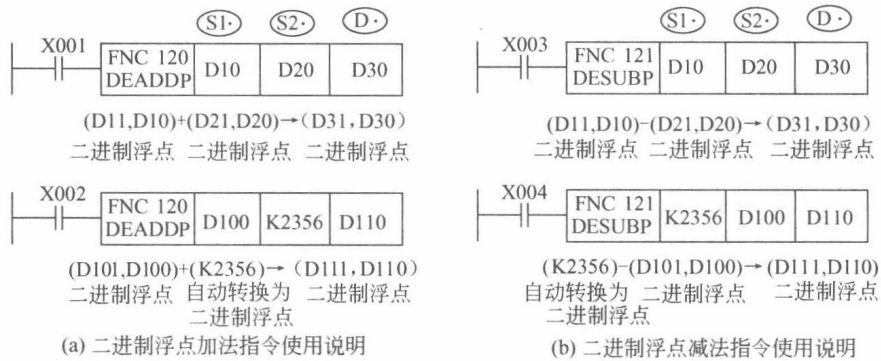 S1· S2· D·
X001 FNC 120 DEADDP D10 D20 D30
(D11,D10)+(D21,D20)→(D31,D30)
二进制浮点 二进制浮点 二进制浮点
X002 FNC 120 DEADDP D100 K2356 D110
(D101,D100)+(K2356)→(D111,D110)
二进制浮点 自动转换为 二进制浮点
二进制浮点
(a) 二进制浮点加法指令使用说明
S1· S2· D·
X003 FNC 121 DESUBP D10 D20 D30
(D11,D10)−(D21,D20)→(D31,D30)
二进制浮点 二进制浮点 二进制浮点
X004 FNC 121 DESUBP K2356 D100 D110
(K2356)−(D101,D100)→(D111,D110)
自动转换为 二进制浮点 二进制浮点
二进制浮点
(b) 二进制浮点减法指令使用说明